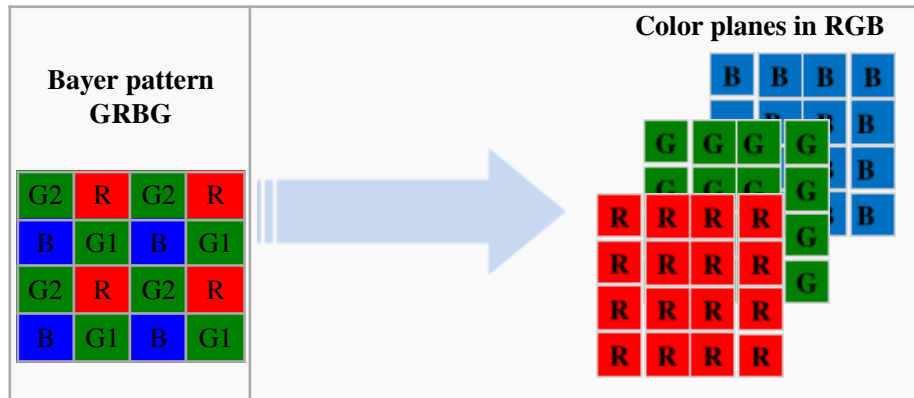 Bayer pattern
GRBG
G2 R G2 R
B G1 B G1
G2 R G2 R
B G1 B G1
Color planes in RGB
B B B B
B B
B
B
G G G G
G G G G
G
G
R R R R
R R R R
R R R R
R R R R